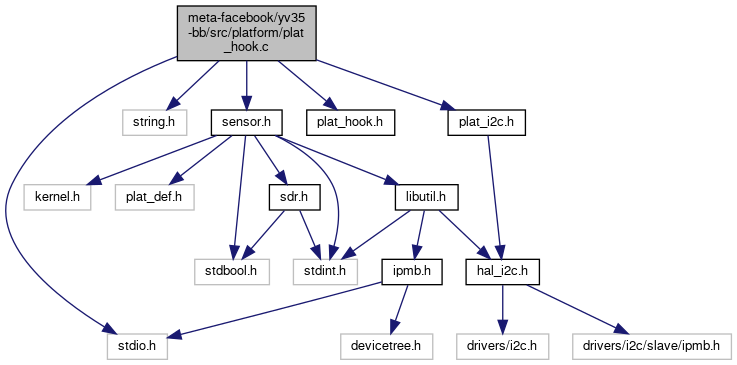 meta-facebook/yv35
-bb/src/platform/plat
_hook.c
string.h
sensor.h
plat_hook.h
plat_i2c.h
kernel.h
plat_def.h
sdr.h
libutil.h
stdbool.h
stdint.h
ipmb.h
hal_i2c.h
stdio.h
devicetree.h
drivers/i2c.h
drivers/i2c/slave/ipmb.h